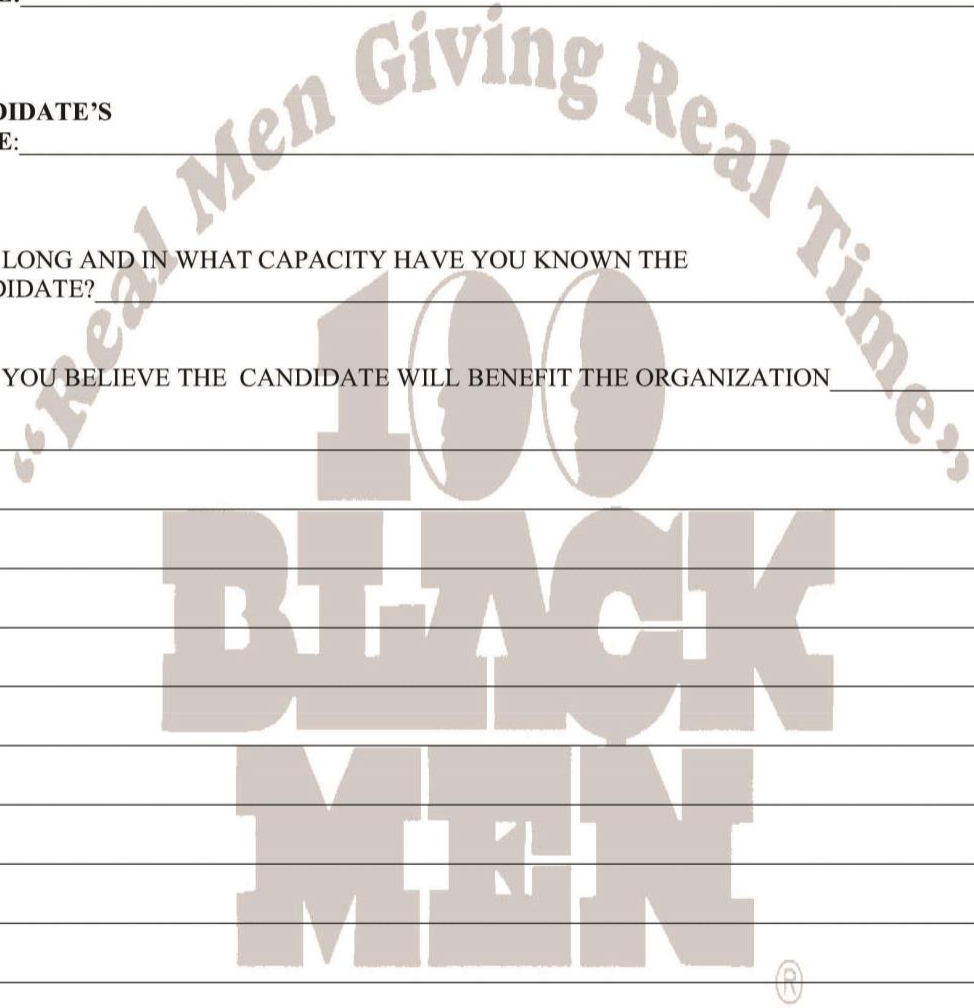 “Real Men Giving Real Time”
DIDATE’S
E:
LONG AND IN WHAT CAPACITY HAVE YOU KNOWN THE
DIDATE?
YOU BELIEVE THE CANDIDATE WILL BENEFIT THE ORGANIZATION
100
BLACK
MEN
®